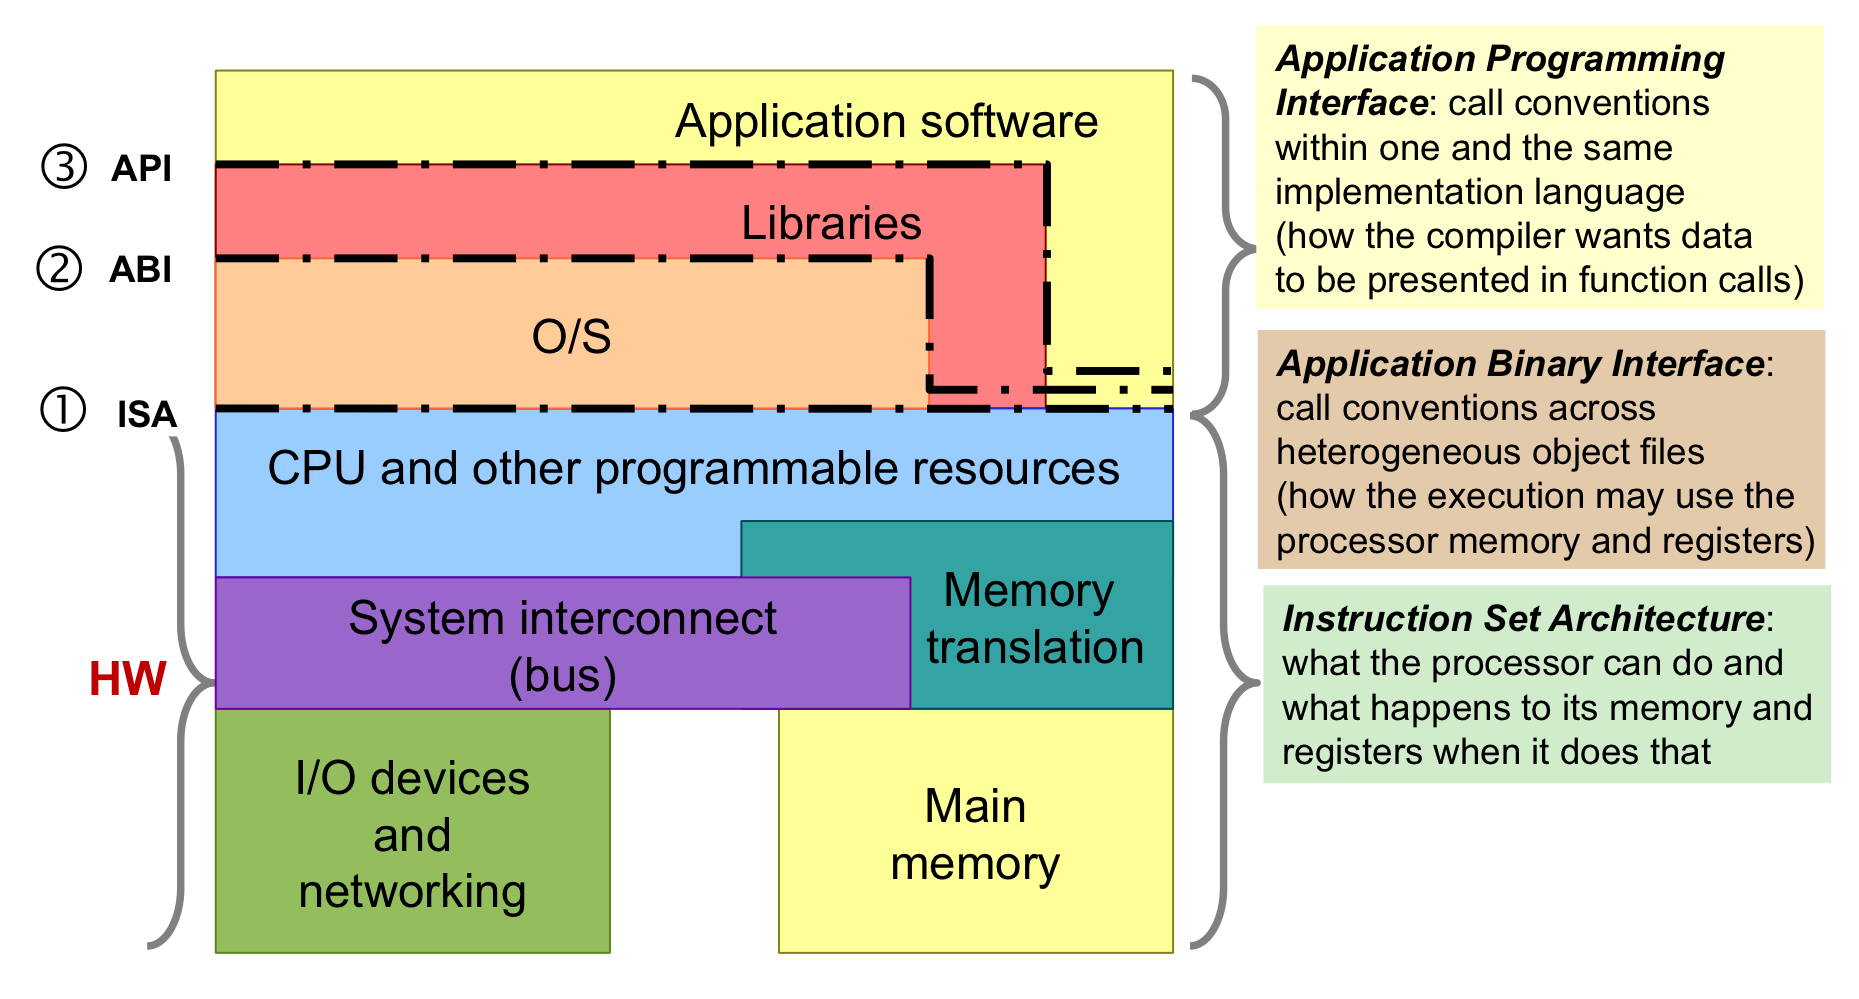 Application software
③ API
Libraries
② ABI
O/S
① ISA
CPU and other programmable resources
Memory
translation
System interconnect
(bus)
HW
I/O devices
and
networking
Main
memory
Application Programming
Interface: call conventions
within one and the same
implementation language
(how the compiler wants data
to be presented in function calls)
Application Binary Interface:
call conventions across
heterogeneous object files
(how the execution may use the
processor memory and registers)
Instruction Set Architecture:
what the processor can do and
what happens to its memory and
registers when it does that